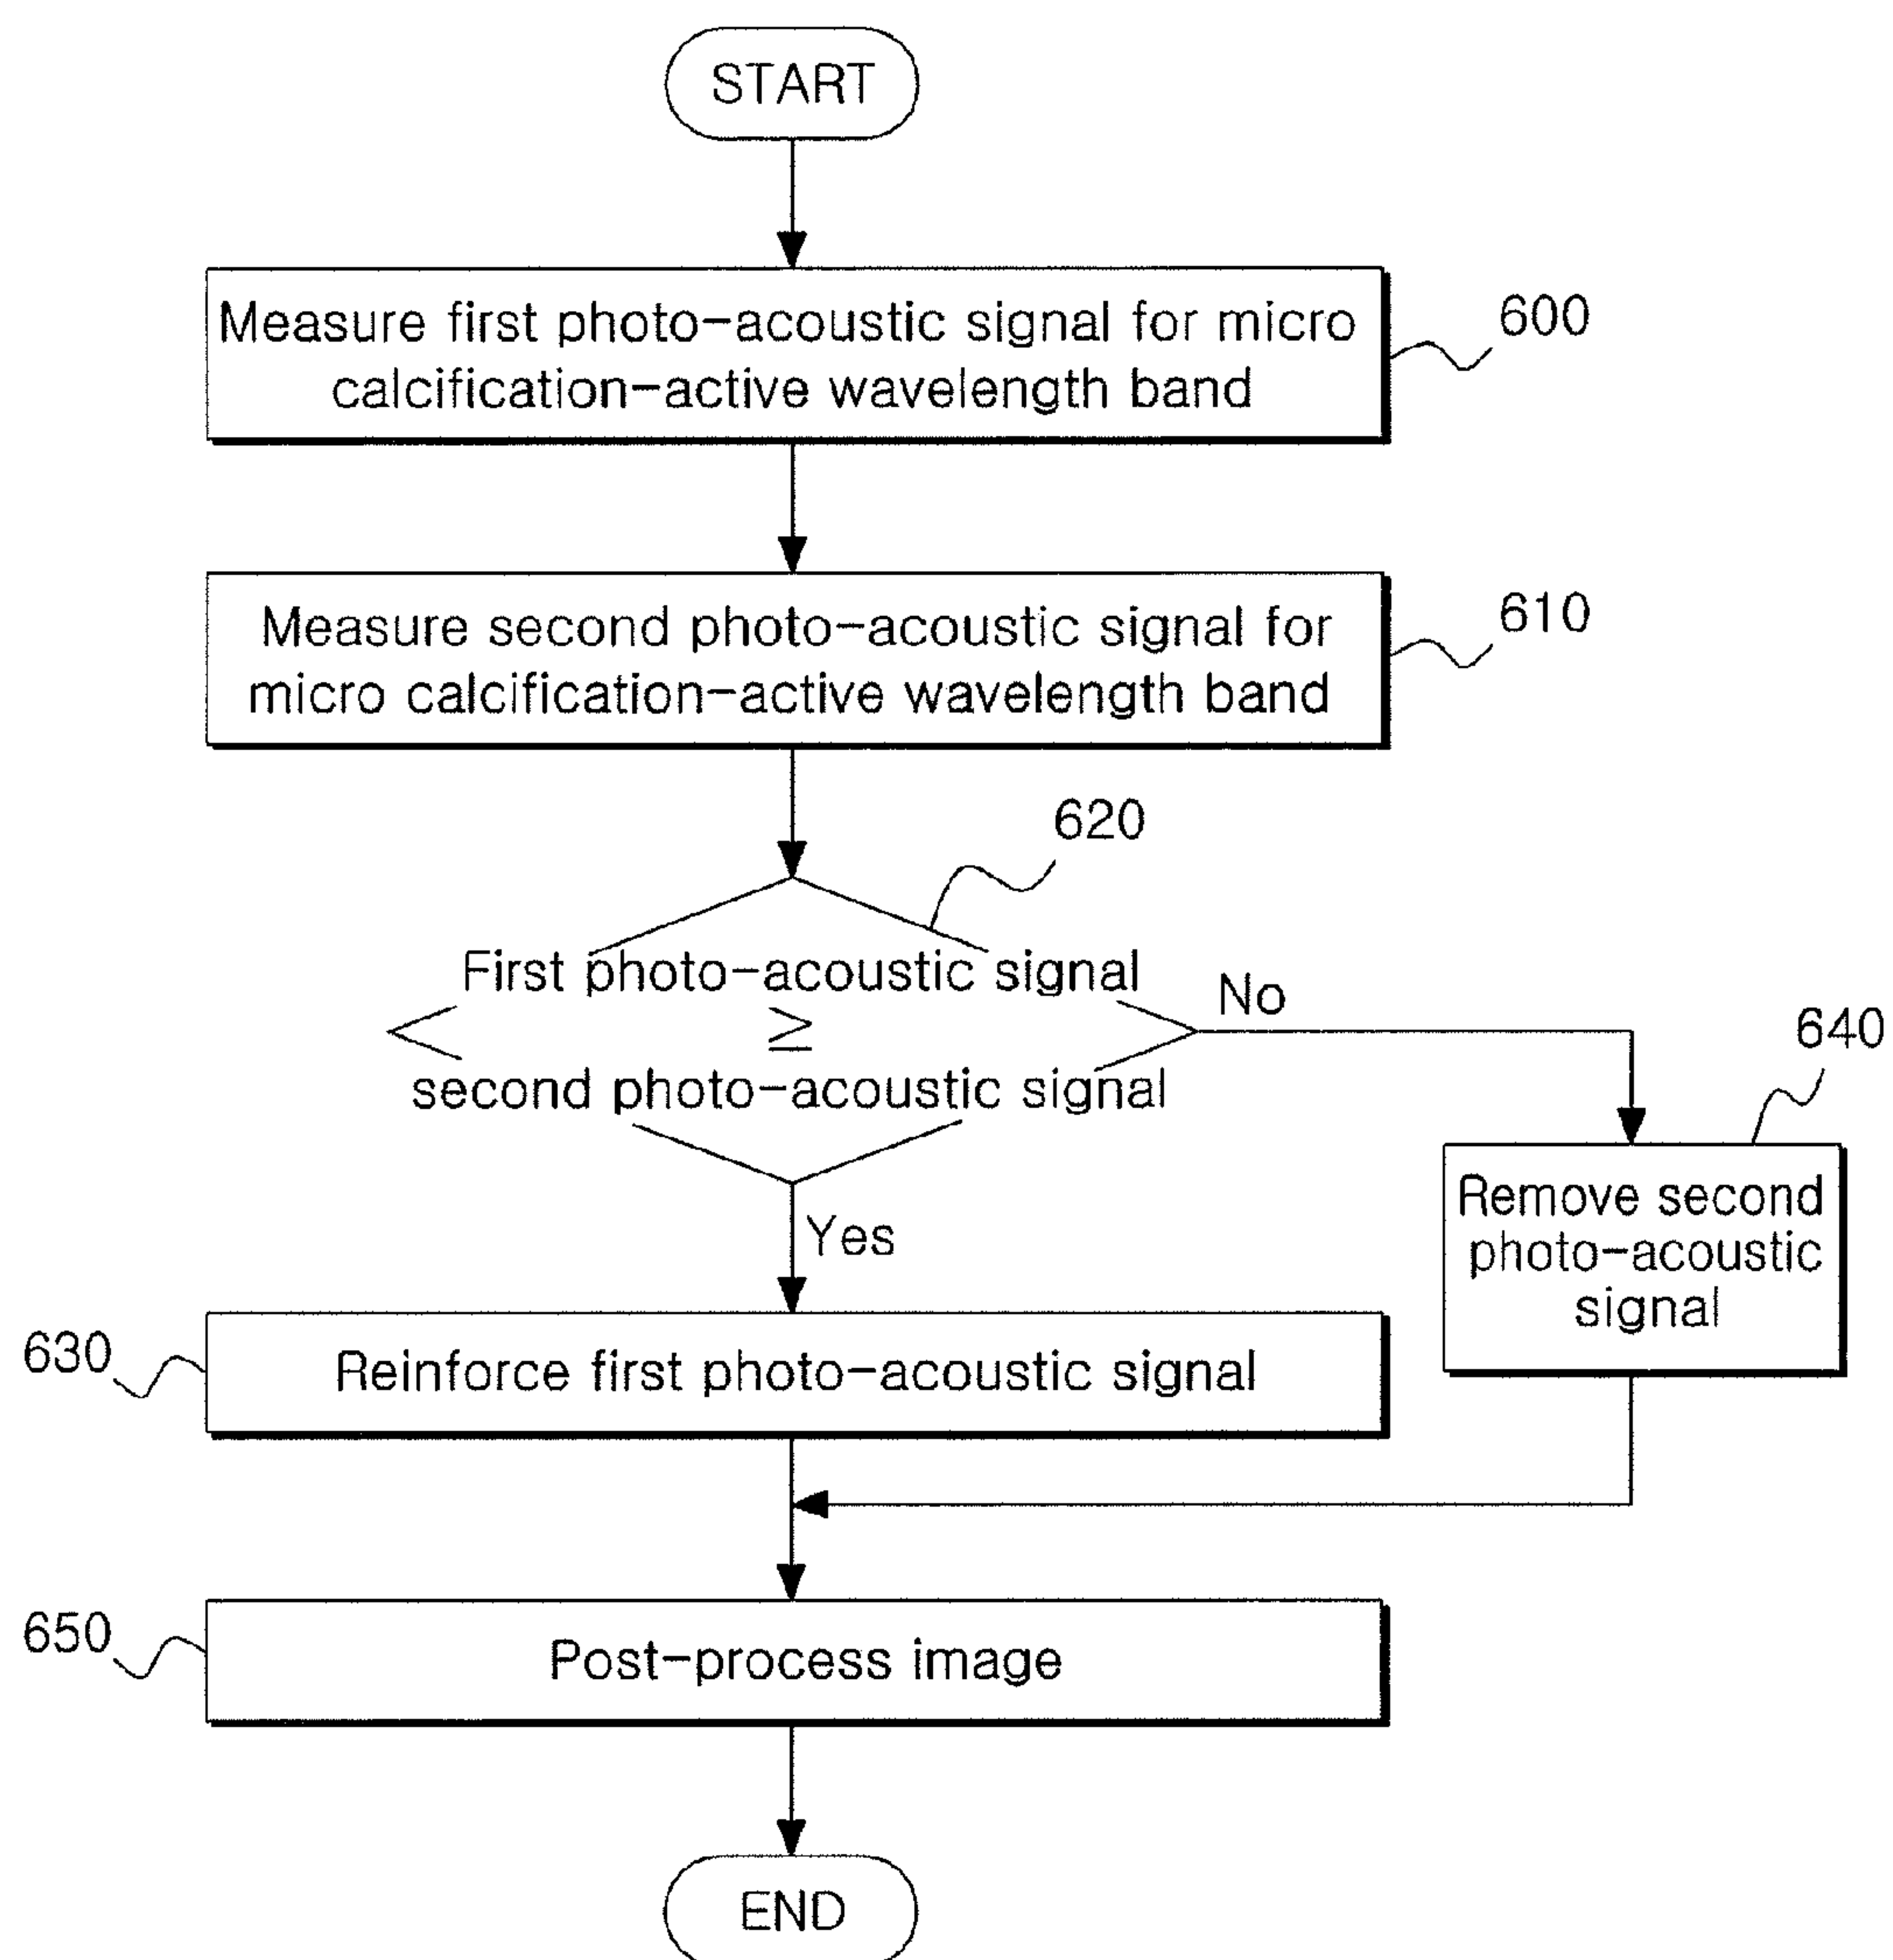 START
Measure first photo-acoustic signal for micro
calcification-active wavelength band
600
Measure second photo-acoustic signal for
micro calcification-active wavelength band
610
620
First photo-acoustic signal
≥
second photo-acoustic signal
No
640
Remove second
photo-acoustic
signal
Yes
630
Reinforce first photo-acoustic signal
650
Post-process image
END